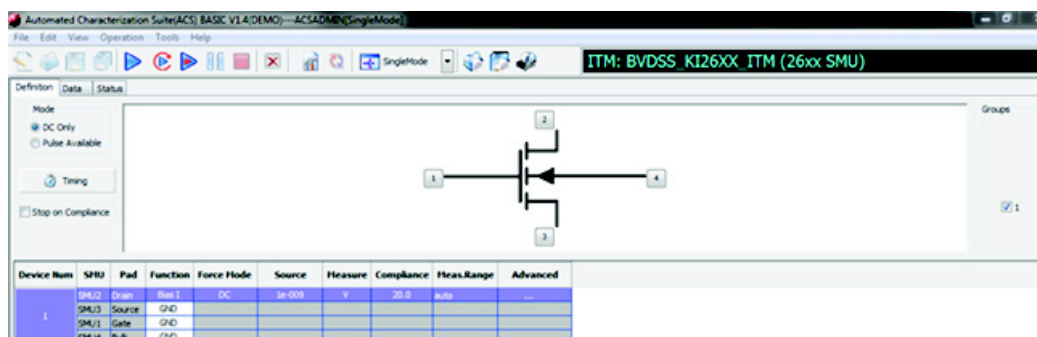 Automated Characterization Suite(ACS) BASIC V1.4(DEMO)---ACSADMIN[SingleMode]
File Edit View Operation Tools Help
SingleMode
ITM: BVDSS_KI26XX_ITM (26xx SMU)
Definition Data Status
Mode
DC Only
Pulse Available
Timing
Stop on Compliance
2
1
4
3
Groups
1
Device Num SMU Pad Function Force Mode Source Measure Compliance Meas.Range Advanced
1
SMU2 Drain Bias I DC 1e-009 V 20.0 auto ...
SMU3 Source GND
SMU1 Gate GND
SMU4 Bulk GND